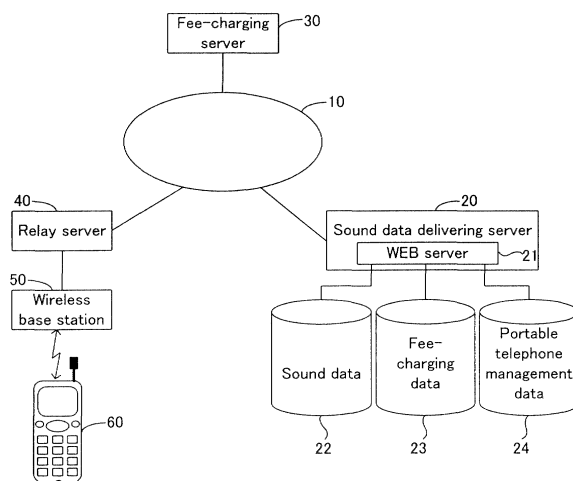 Fee-charging
server
30
10
40
Relay server
50
Wireless
base station
60
20
Sound data delivering server
WEB server
21
Sound data
Fee-
charging
data
Portable
telephone
management
data
22
23
24